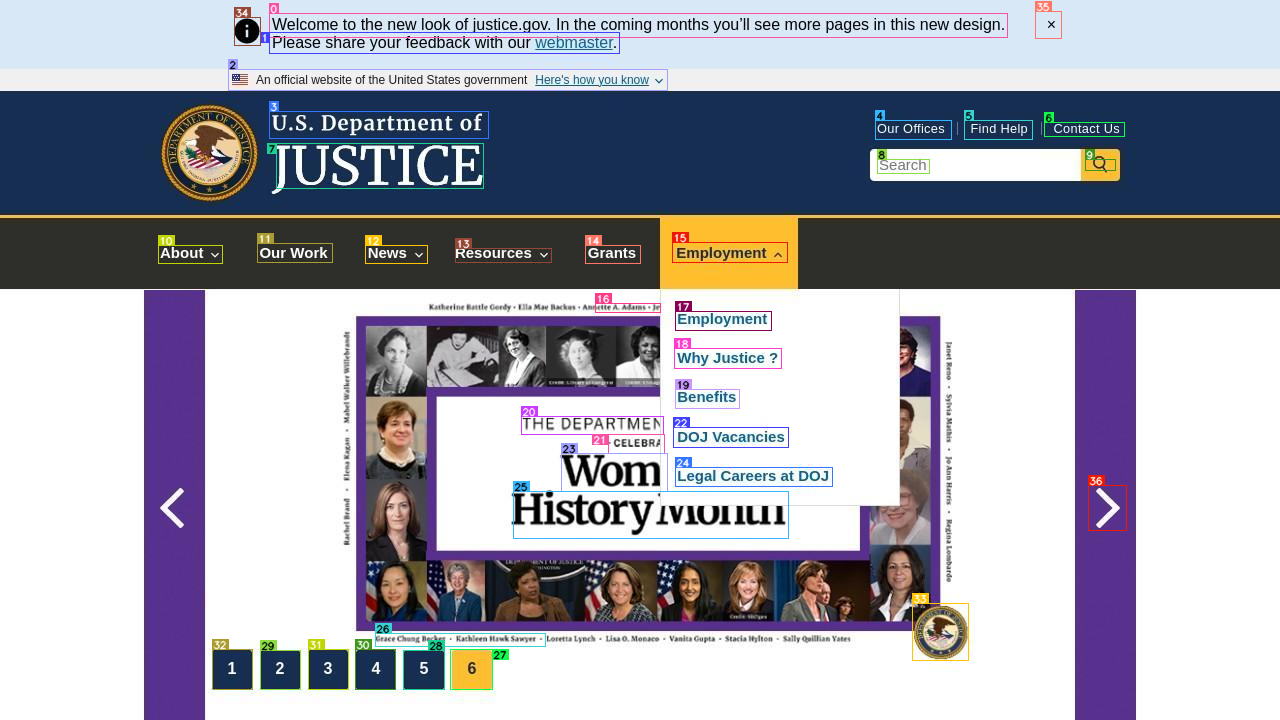 Welcome to the new look of justice.gov. In the coming months you'll see more pages in this new design.
Please share your feedback with our webmaster.
×
An official website of the United States government Here's how you know
U.S. Department of
JUSTICE
Our Offices
Find Help
Contact Us
Search
About
Our Work
News
Resources
Grants
Employment
Employment
Why Justice ?
Benefits
DOJ Vacancies
Legal Careers at DOJ
Katherine Battle Gordy • Ella Mae Backus • Annette A. Adams •
Rachel Brand • Elena Kagan • Mabel Walker Willebrandt
Janet Reno • Sylvia Mathis • Jo Ann Harris • Regina Lombardo
THE DEPARTMEN
CELEBRA
Wom
History Month
Grace Chung Becker • Kathleen Hawk Sawyer • Loretta Lynch • Lisa O. Monaco • Vanita Gupta • Stacia Hylton • Sally Quillian Yates
1 2 3 4 5 6